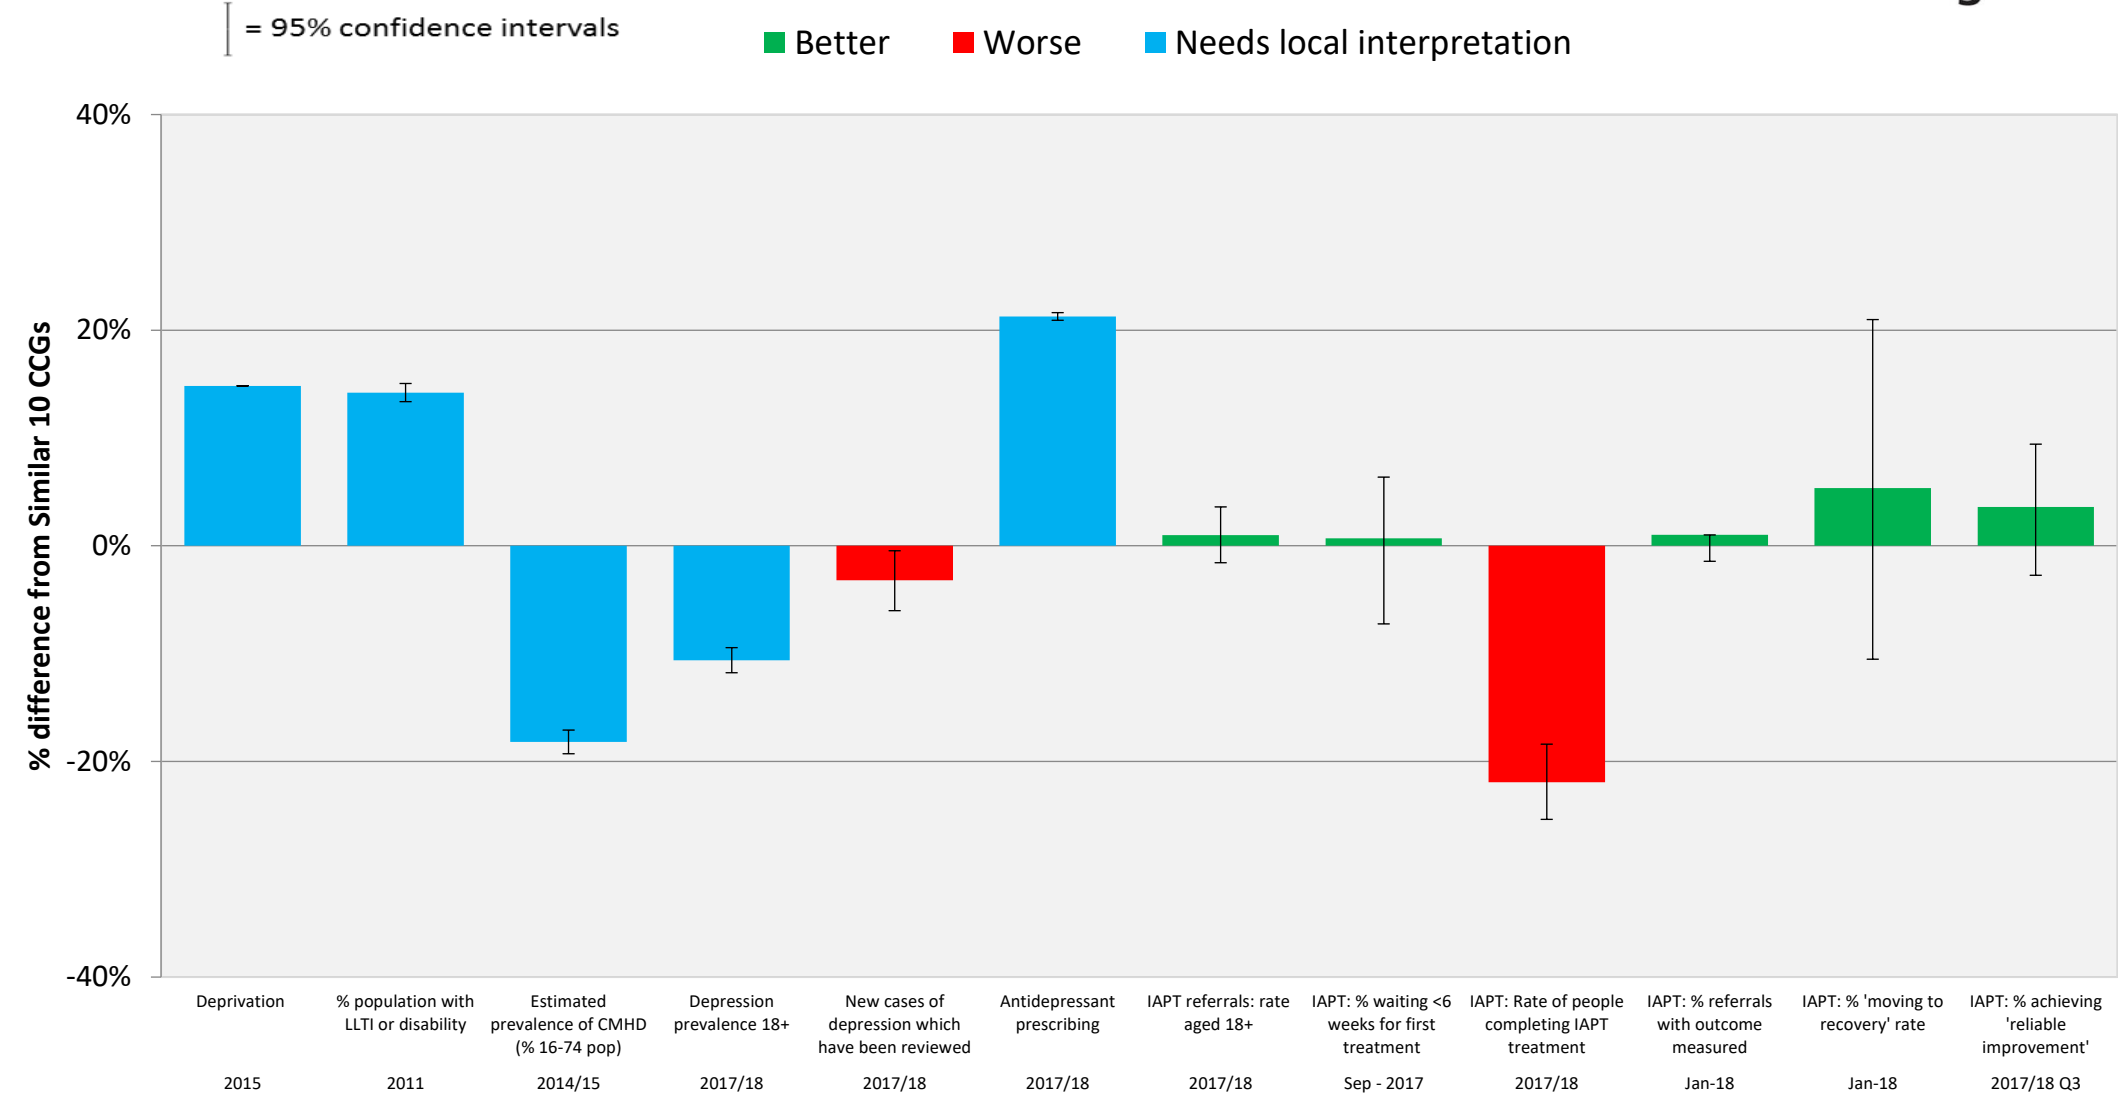 = 95% confidence intervals
Better Worse Needs local interpretation
% difference from Similar 10 CCGs
40%
20%
0%
-20%
-40%
Deprivation
2015
% population with
LLTI or disability
2011
Estimated
prevalence of CMHD
(% 16-74 pop)
2014/15
Depression
prevalence 18+
2017/18
New cases of
depression which
have been reviewed
2017/18
Antidepressant
prescribing
2017/18
IAPT referrals: rate
aged 18+
2017/18
IAPT: % waiting <6
weeks for first
treatment
Sep - 2017
IAPT: Rate of people
completing IAPT
treatment
2017/18
IAPT: % referrals
with outcome
measured
Jan-18
IAPT: % 'moving to
recovery' rate
Jan-18
IAPT: % achieving
'reliable
improvement'
2017/18 Q3